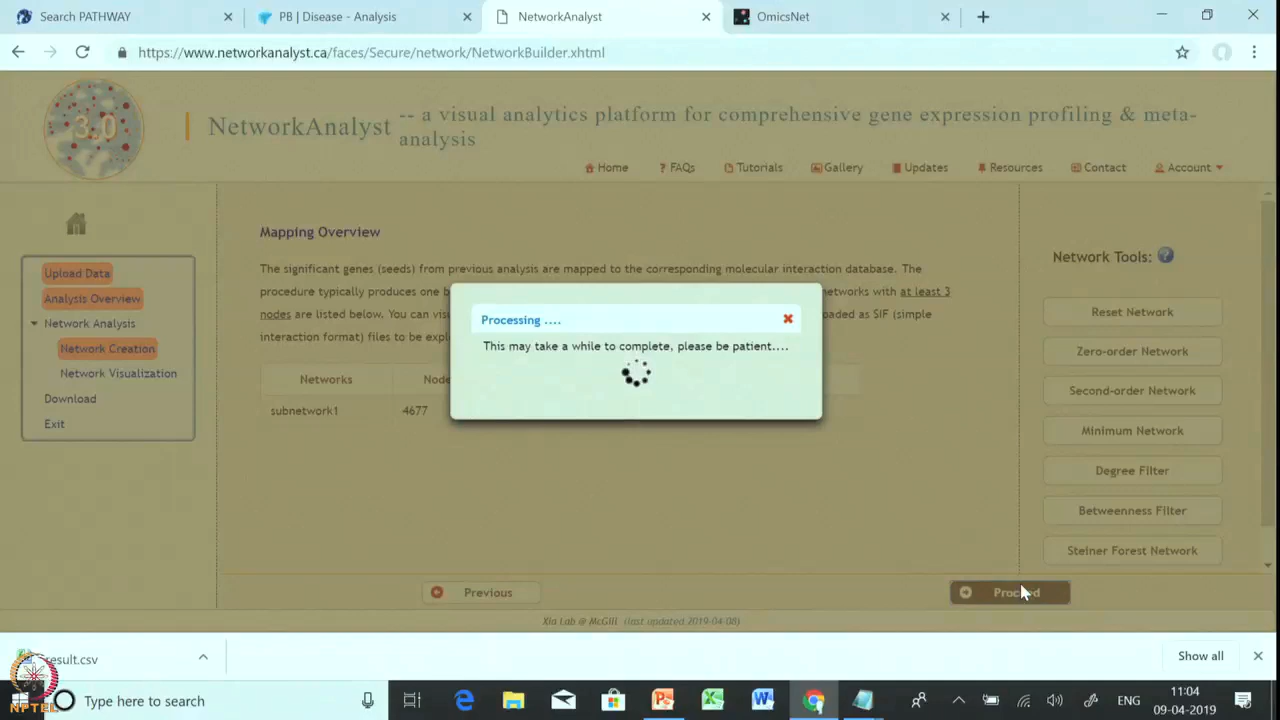 Search PATHWAY
PB | Disease - Analysis
NetworkAnalyst
OmicsNet
https://www.networkanalyst.ca/faces/Secure/network/NetworkBuilder.xhtml
3.0
NetworkAnalyst
-- a visual analytics platform for comprehensive gene expression profiling & meta-
analysis
Home
FAQs
Tutorials
Gallery
Updates
Resources
Contact
Account
Upload Data
Analysis Overview
Network Analysis
Network Creation
Network Visualization
Download
Exit
Mapping Overview
The significant genes (seeds) from previous analysis are mapped to the corresponding molecular interaction database. The
procedure typically produces one b networks with at least 3
nodes are listed below. You can visu loaded as SIF (simple
interaction format) files to be explo
Networks Node
subnetwork1 4677
Processing ....
This may take a while to complete, please be patient....
Network Tools:
Reset Network
Zero-order Network
Second-order Network
Minimum Network
Degree Filter
Betweenness Filter
Steiner Forest Network
Previous
Proceed
Xia Lab @ McGill (last updated 2019-04-08)
result.csv
Show all
NPTEL
Type here to search
ENG
11:04
09-04-2019